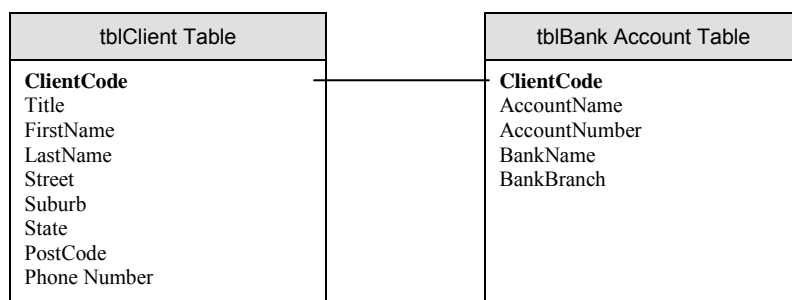 tblClient Table
ClientCode
Title
FirstName
LastName
Street
Suburb
State
PostCode
Phone Number
tblBank Account Table
ClientCode
AccountName
AccountNumber
BankName
BankBranch